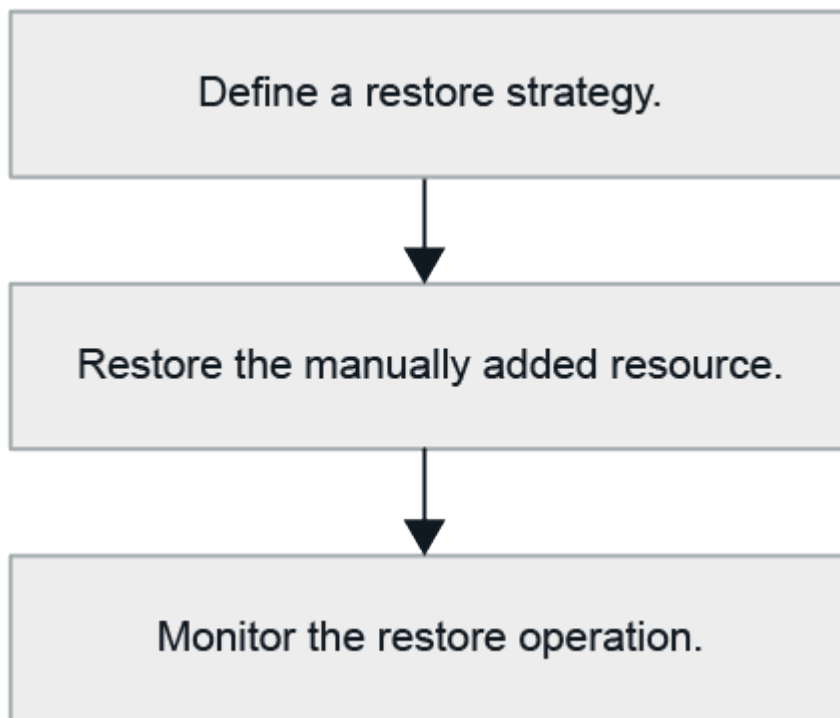 Define a restore strategy.
Restore the manually added resource.
Monitor the restore operation.